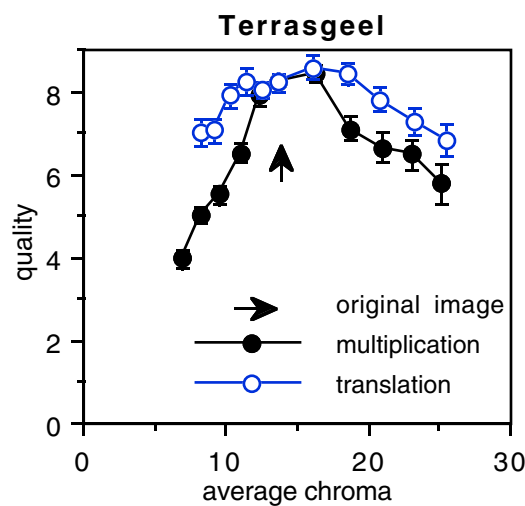 Terrasgeel
quality
8
6
4
2
0
original image
multiplication
translation
0 10 20 30
average chroma